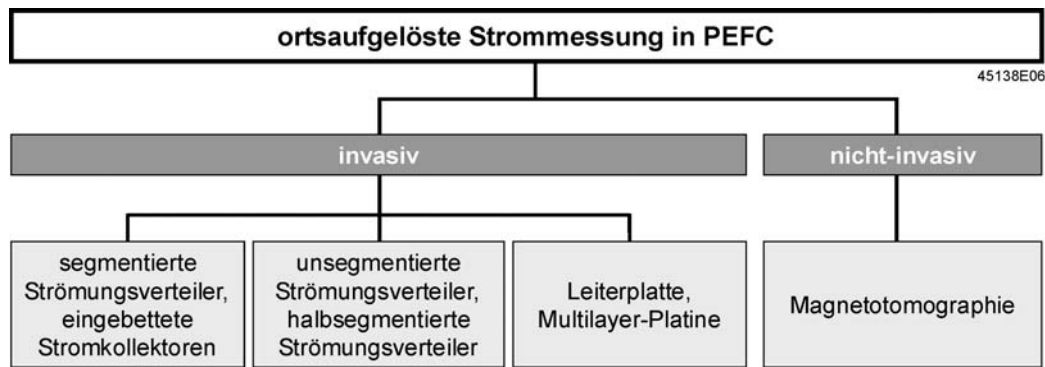 ortsaufgelöste Strommessung in PEFC
45138E06
invasiv
nicht-invasiv
segmentierte
Strömungsverteiler,
eingebettete
Stromkollektoren
unsegmentierte
Strömungsverteiler,
halbsegmentierte
Strömungsverteiler
Leiterplatte,
Multilayer-Platine
Magnetotomographie